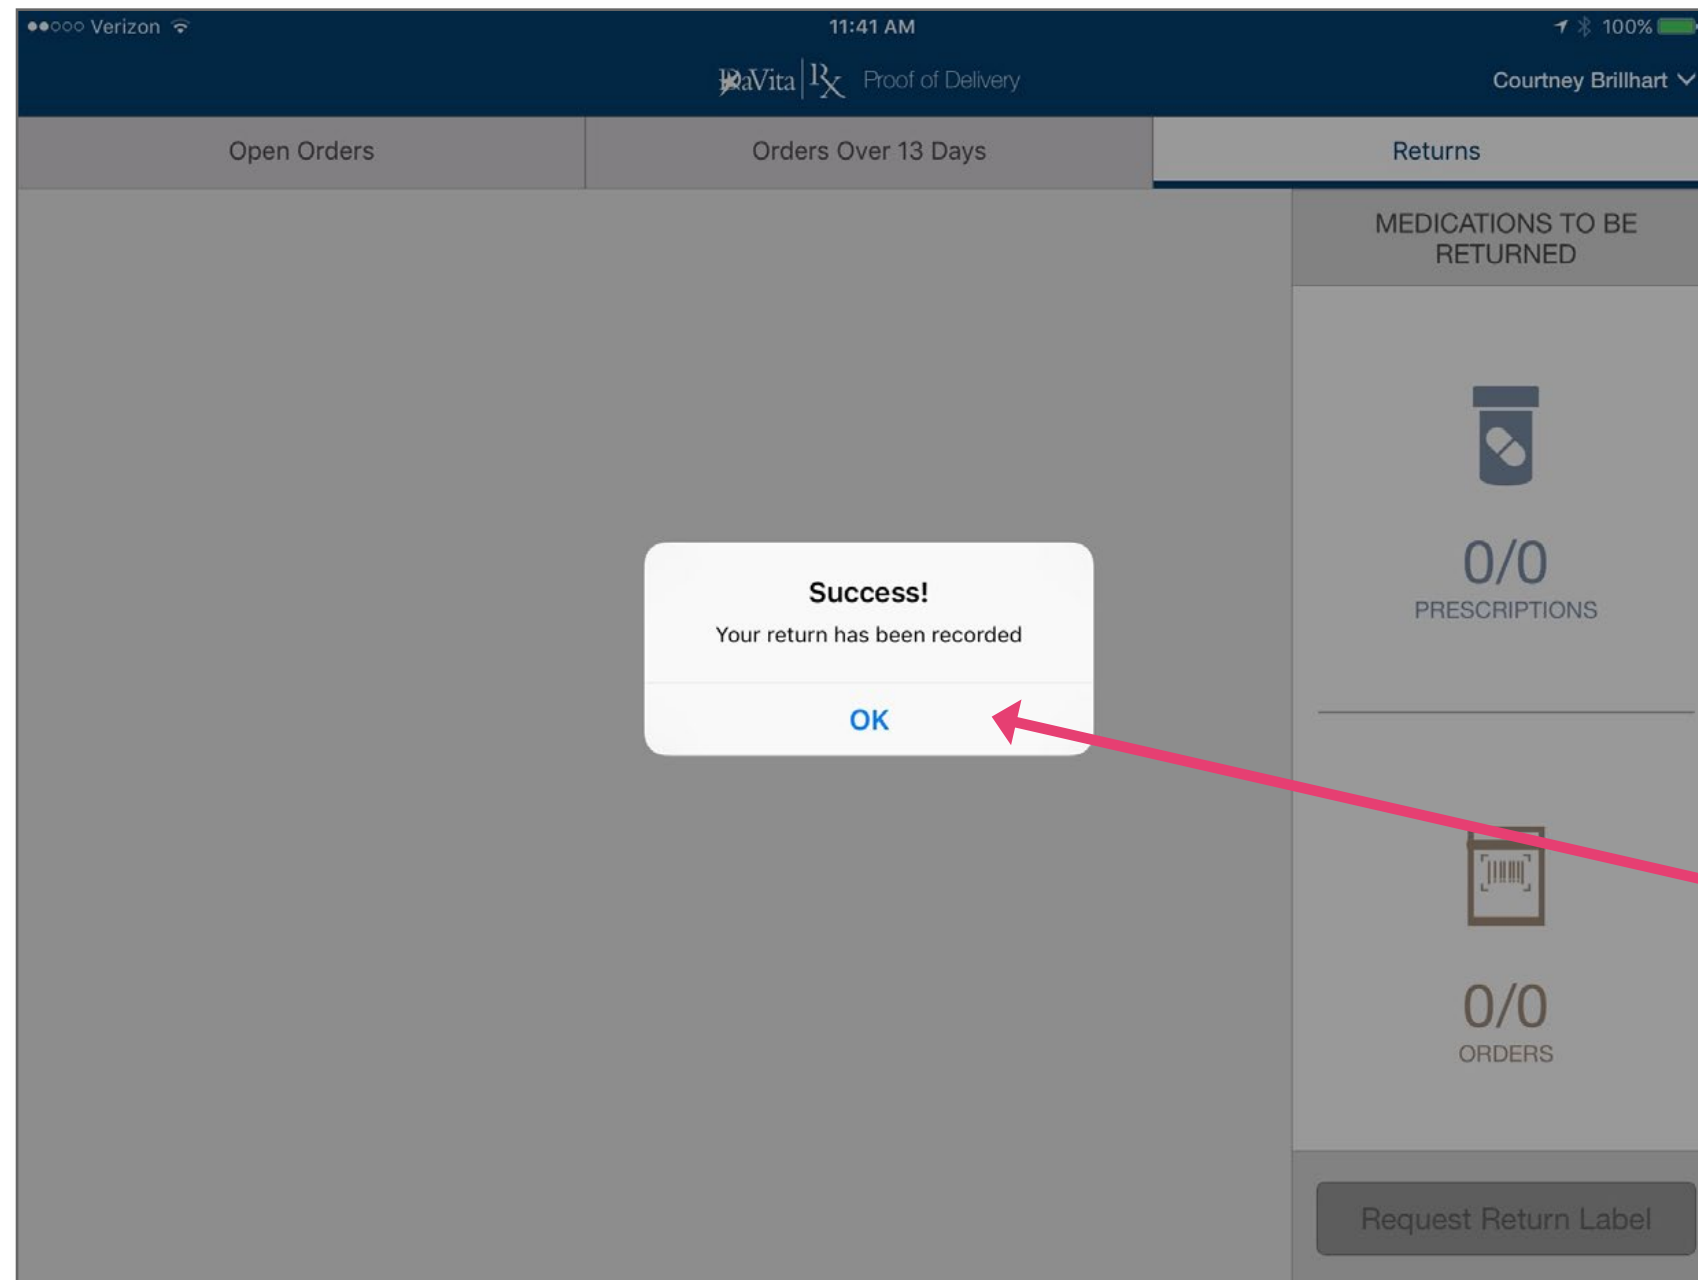 Verizon 11:41 AM 100%
DaVita Rx Proof of Delivery Courtney Brillhart
Open Orders Orders Over 13 Days Returns
MEDICATIONS TO BE
RETURNED
0/0
PRESCRIPTIONS
Success!
Your return has been recorded
OK
0/0
ORDERS
Request Return Label